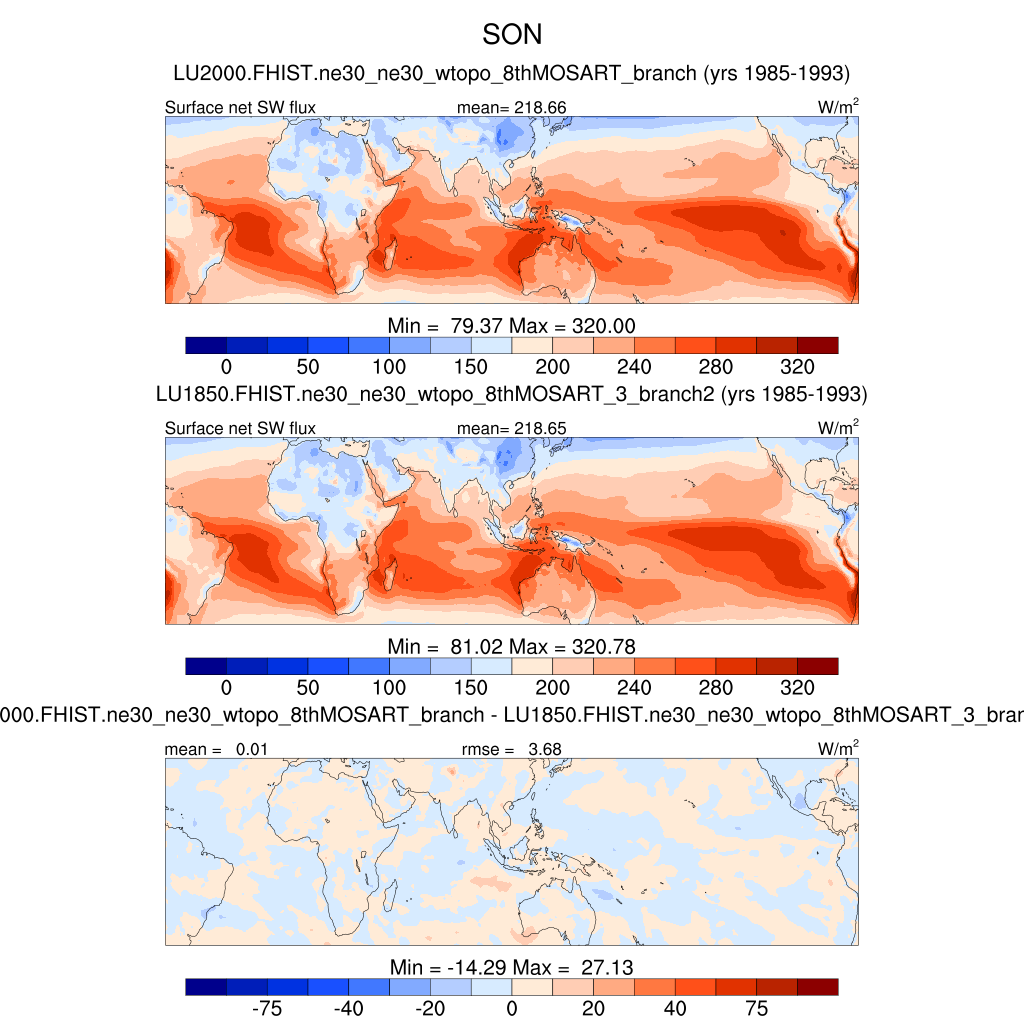 SON
LU2000.FHIST.ne30_ne30_wtopo_8thMOSART_branch (yrs 1985-1993)
Surface net SW flux mean= 218.66 W/m²
Min = 79.37 Max = 320.00
0 50 100 150 200 240 280 320
LU1850.FHIST.ne30_ne30_wtopo_8thMOSART_3_branch2 (yrs 1985-1993)
Surface net SW flux mean= 218.65 W/m²
Min = 81.02 Max = 320.78
0 50 100 150 200 240 280 320
000.FHIST.ne30_ne30_wtopo_8thMOSART_branch - LU1850.FHIST.ne30_ne30_wtopo_8thMOSART_3_bran
mean = 0.01 rmse = 3.68 W/m²
Min = -14.29 Max = 27.13
-75 -40 -20 0 20 40 75